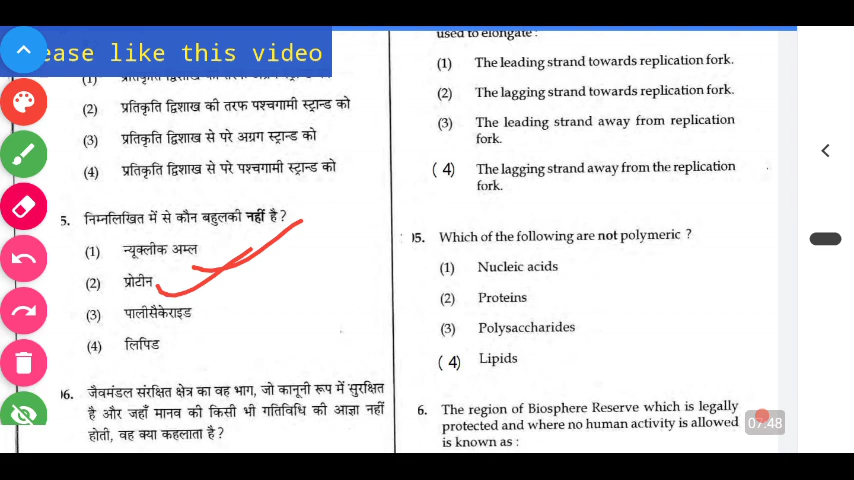 ease like this video
(1)
(2) प्रतिकृति द्विशाख की तरफ पश्चगामी स्ट्रान्ड को
(3) प्रतिकृति द्विशाख से परे अग्रग स्ट्रान्ड को
(4) प्रतिकृति द्विशाख से परे पश्चगामी स्ट्रान्ड को
5. निम्नलिखित में से कौन बहुलकी नहीं है ?
(1) न्यूक्लीक अम्ल
(2) प्रोटीन
(3) पालीसैकेराइड
(4) लिपिड
06. जैवमंडल संरक्षित क्षेत्र का वह भाग, जो कानूनी रूप में सुरक्षित
है और जहाँ मानव की किसी भी गतिविधि की आज्ञा नहीं
होती, वह क्या कहलाता है ?
used to elongate :
(1) The leading strand towards replication fork.
(2) The lagging strand towards replication fork.
(3) The leading strand away from replication
fork.
(4) The lagging strand away from the replication
fork.
05. Which of the following are not polymeric ?
(1) Nucleic acids
(2) Proteins
(3) Polysaccharides
(4) Lipids
6. The region of Biosphere Reserve which is legally
protected and where no human activity is allowed
is known as :
07:48